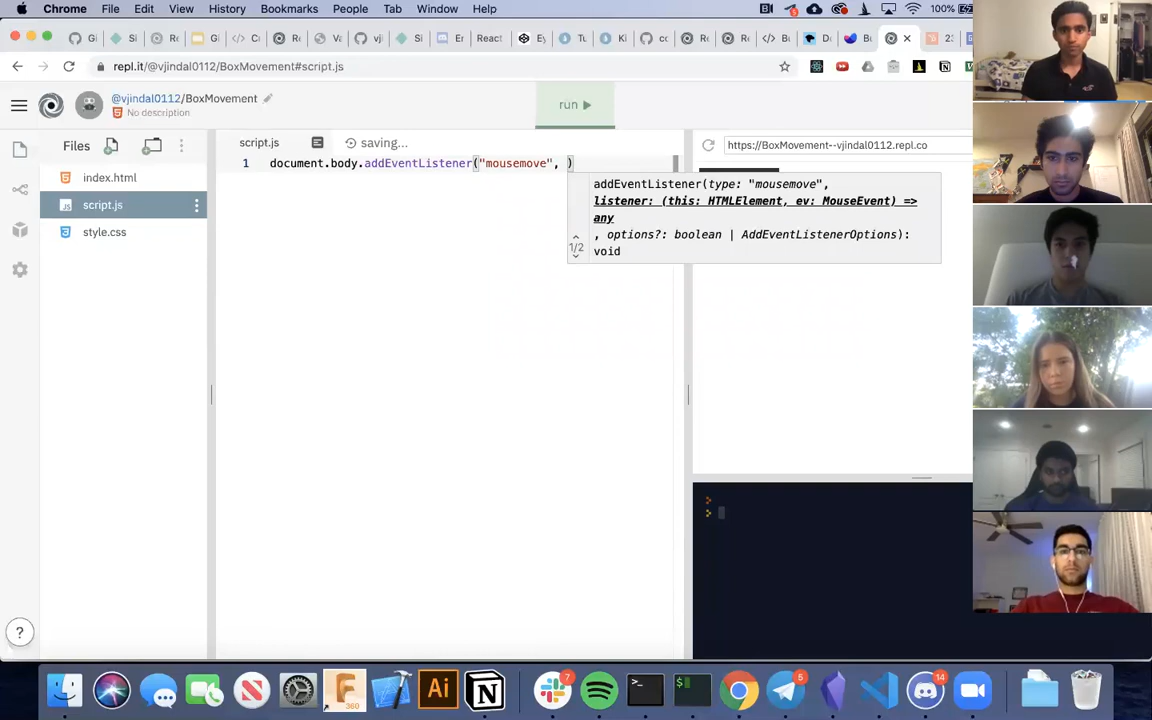 Chrome File Edit View History Bookmarks People Tab Window Help 100%
repl.it/@vjindal0112/BoxMovement#script.js
@vjindal0112/BoxMovement
No description
run
Files
index.html
script.js
style.css
script.js saving...
1 document.body.addEventListener("mousemove", )
addEventListener(type: "mousemove",
listener: (this: HTMLElement, ev: MouseEvent) =>
any
, options?: boolean | AddEventListenerOptions):
void
1/2
https://BoxMovement--vjindal0112.repl.co
>
>
?
Ai
7
5
14